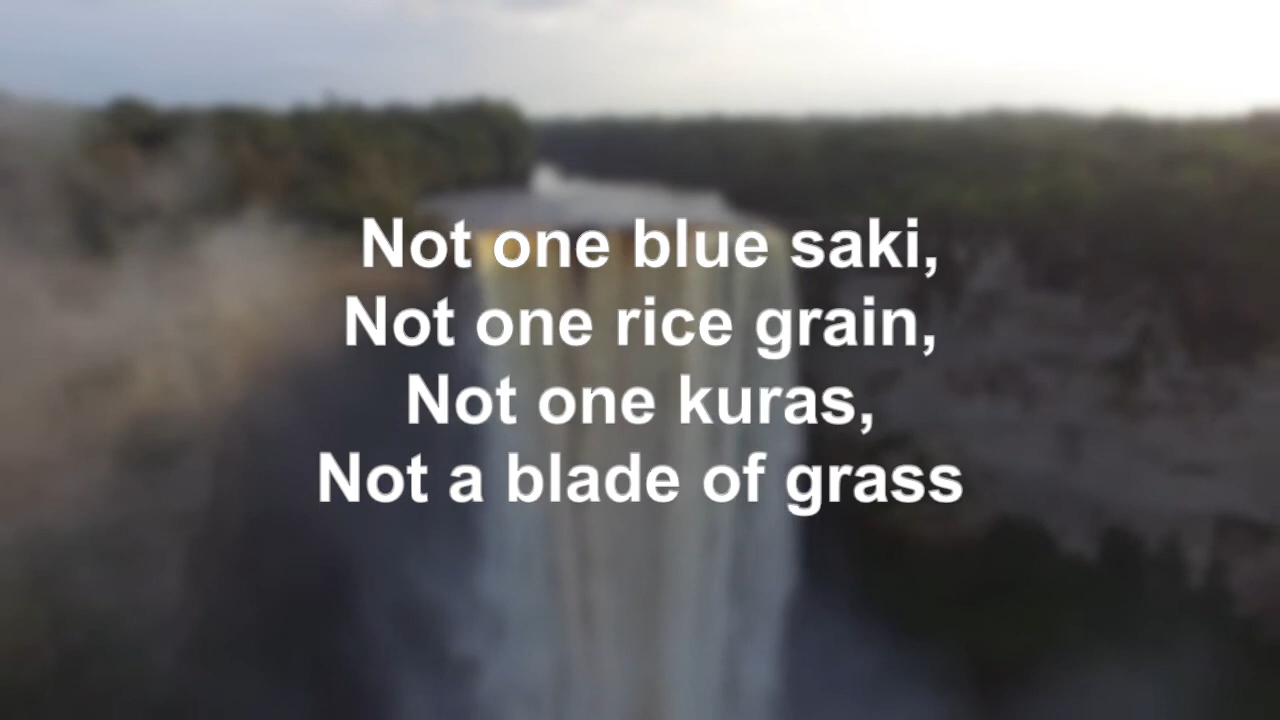 Not one blue saki,
Not one rice grain,
Not one kuras,
Not a blade of grass